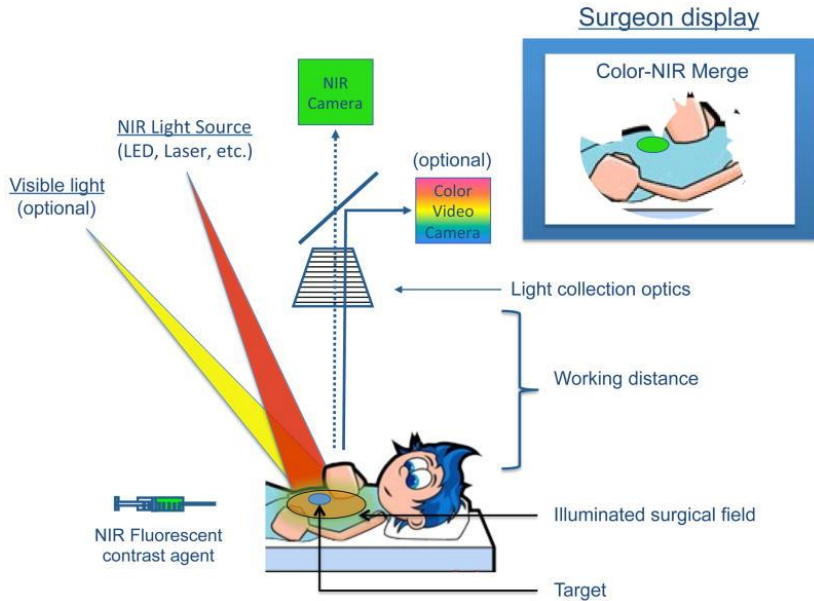 Surgeon display
Color-NIR Merge
NIR
Camera
NIR Light Source
(LED, Laser, etc.)
(optional)
Color
Video
Camera
Visible light
(optional)
Light collection optics
Working distance
NIR Fluorescent
contrast agent
Illuminated surgical field
Target